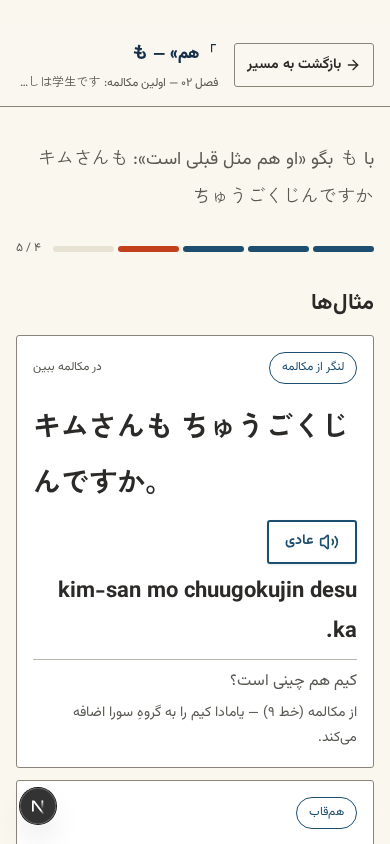 → بازگشت به مسیر
「هم» — も
فصل ۰۲ — اولین مکالمه: しは学生です...
با も بگو «او هم مثل قبلی است»: キムさんも
ちゅうごくじんですか
۵ / ۴
مثال‌ها
لنگر از مکالمه
در مکالمه ببین
キムさんも ちゅうごくじ
んですか。
عادی
kim-san mo chuugokujin desu
ka.
کیم هم چینی است؟
از مکالمه (خط ۹) — یامادا کیم را به گروهِ سورا اضافه
می‌کند.
هم‌قاب
N